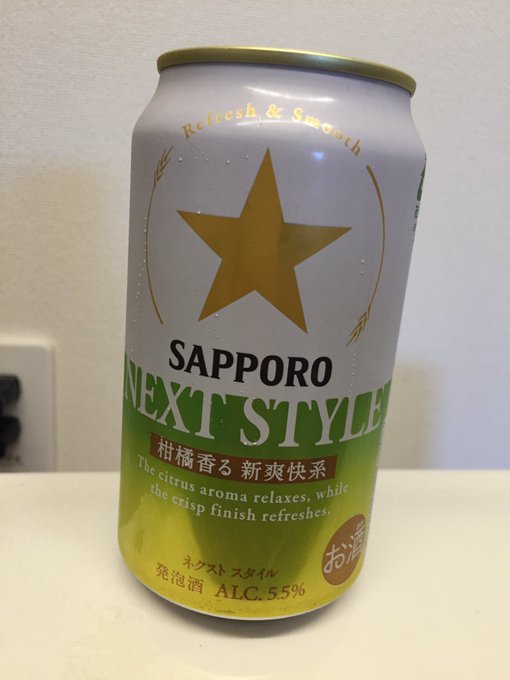 Refresh & Smooth
SAPPORO
NEXT STYLE
柑橘香る 新爽快系
The citrus aroma relaxes, while
the crisp finish refreshes.
ネクスト スタイル
発泡酒 ALC. 5.5%
お酒